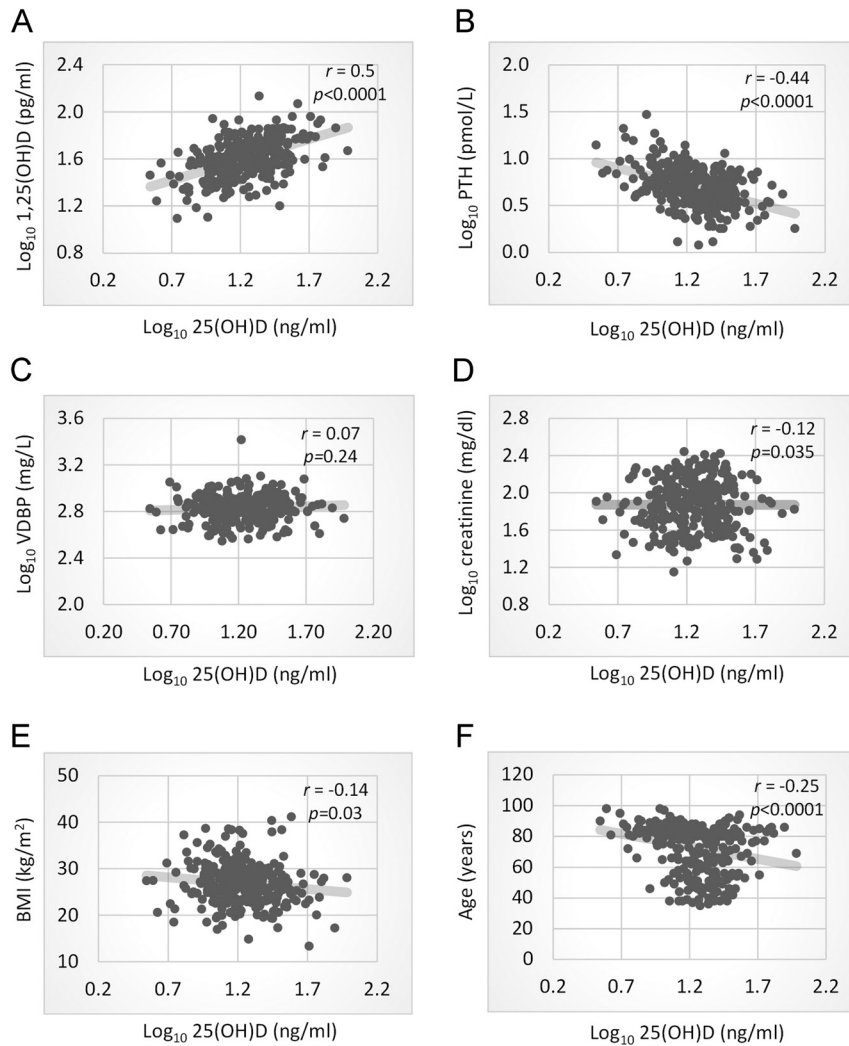 A
2.4
2.0
1.6
1.2
0.8
Log₁₀ 1,25(OH)D (pg/ml)
r = 0.5
p<0.0001
0.2 0.7 1.2 1.7 2.2
Log₁₀ 25(OH)D (ng/ml)
B
2.0
1.5
1.0
0.5
0.0
Log₁₀ PTH (pmol/L)
r = -0.44
p<0.0001
0.2 0.7 1.2 1.7 2.2
Log₁₀ 25(OH)D (ng/ml)
C
3.6
3.2
2.8
2.4
2.0
Log₁₀ VDBP (mg/L)
r = 0.07
p=0.24
0.20 0.70 1.20 1.70 2.20
Log₁₀ 25(OH)D (ng/ml)
D
2.8
2.4
2.0
1.6
1.2
0.8
Log₁₀ creatinine (mg/dl)
r = -0.12
p=0.035
0.2 0.7 1.2 1.7 2.2
Log₁₀ 25(OH)D (ng/ml)
E
50
40
30
20
10
BMI (kg/m²)
r = -0.14
p=0.03
0.2 0.7 1.2 1.7 2.2
Log₁₀ 25(OH)D (ng/ml)
F
120
100
80
60
40
20
0
Age (years)
r = -0.25
p<0.0001
0.2 0.7 1.2 1.7 2.2
Log₁₀ 25(OH)D (ng/ml)